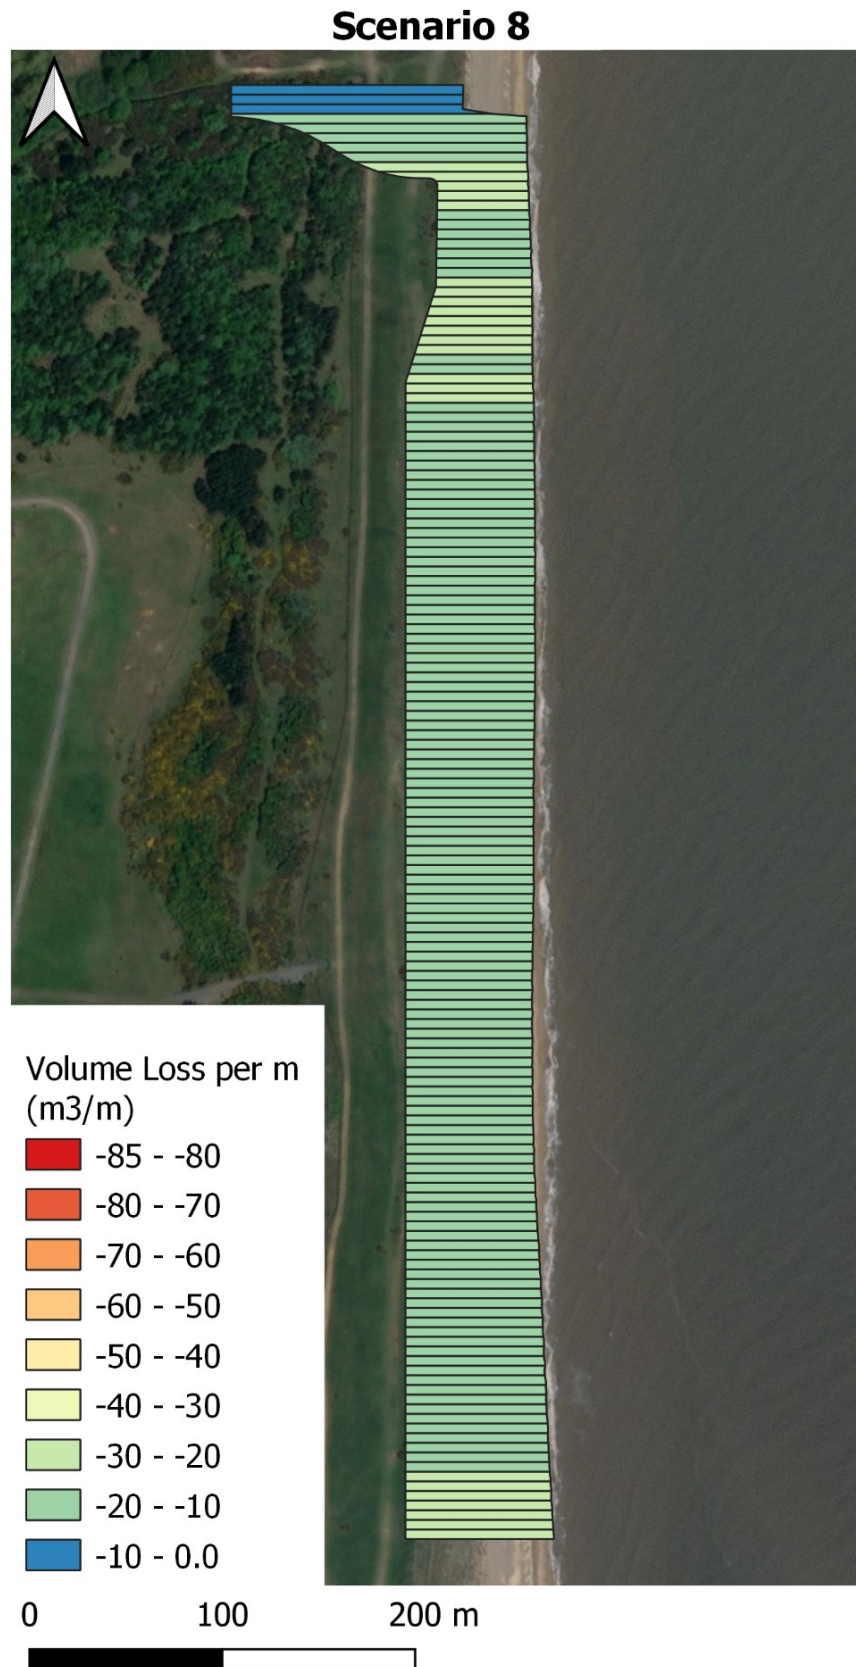 Scenario 8
Volume Loss per m
(m3/m)
-85 - -80
-80 - -70
-70 - -60
-60 - -50
-50 - -40
-40 - -30
-30 - -20
-20 - -10
-10 - 0.0
0 100 200 m